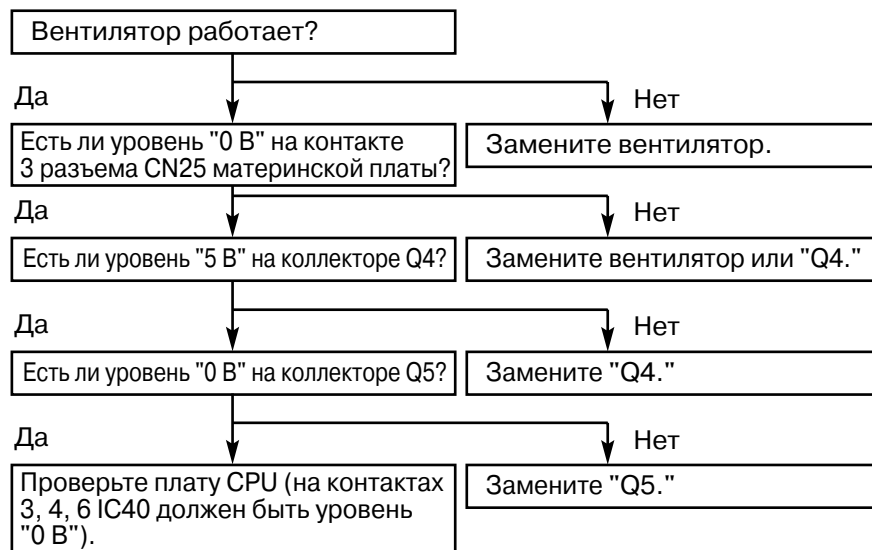 Вентилятор работает?
Да
Нет
Есть ли уровень "0 В" на контакте
3 разъема CN25 материнской платы?
Замените вентилятор.
Да
Нет
Есть ли уровень "5 В" на коллекторе Q4?
Замените вентилятор или "Q4."
Да
Нет
Есть ли уровень "0 В" на коллекторе Q5?
Замените "Q4."
Да
Нет
Проверьте плату CPU (на контактах
3, 4, 6 IC40 должен быть уровень
"0 В").
Замените "Q5."